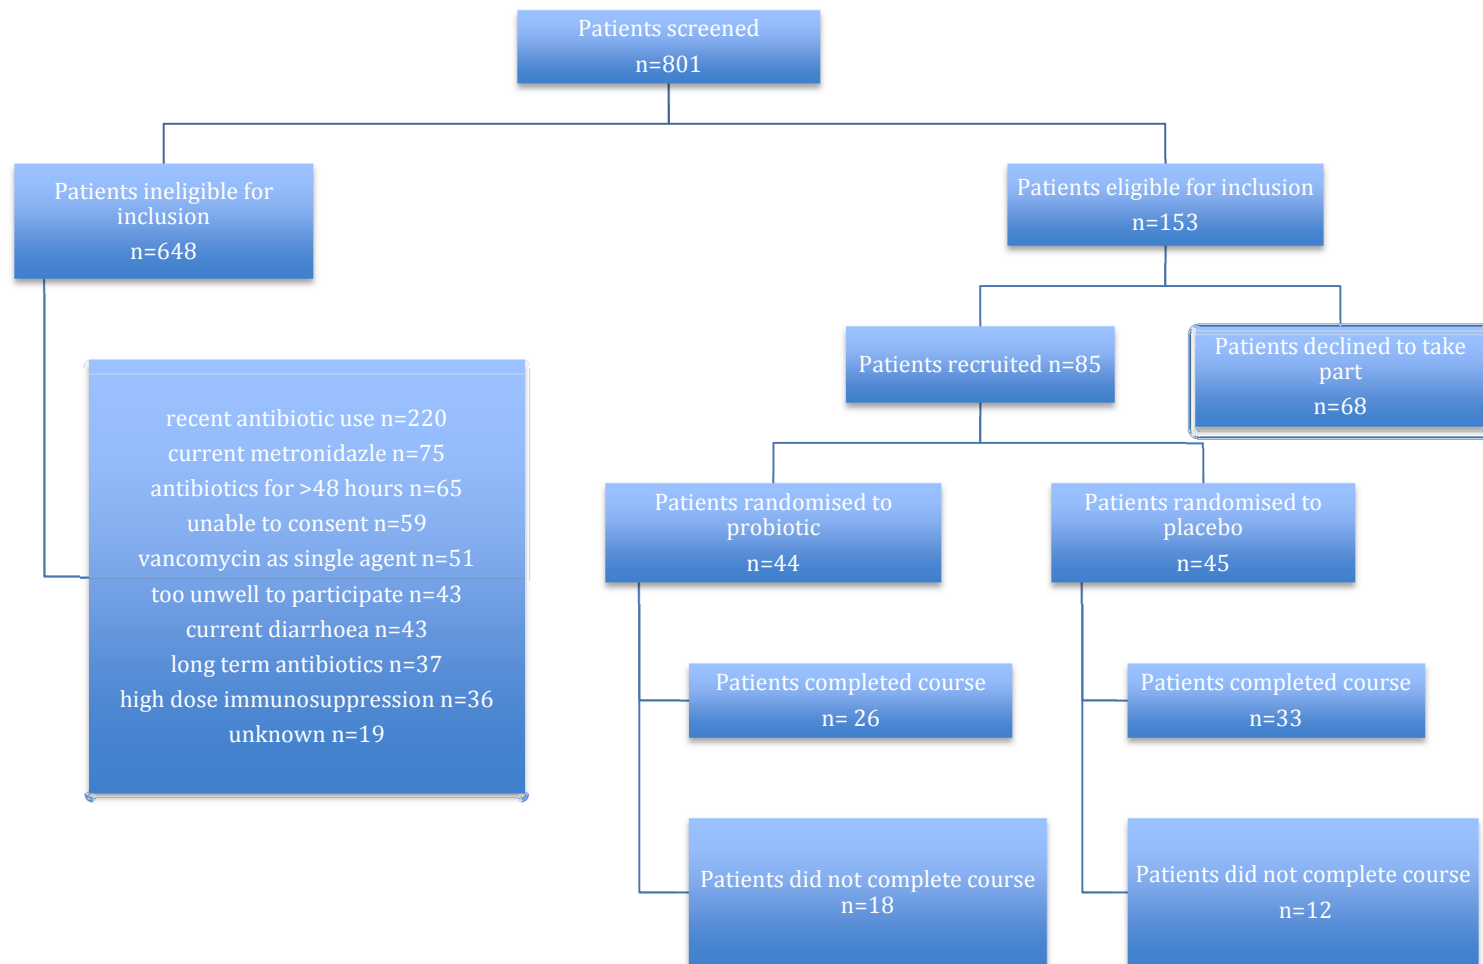 Patients screened
n=801
Patients ineligible for
inclusion
n=648
Patients eligible for inclusion
n=153
recent antibiotic use n=220
current metronidazle n=75
antibiotics for >48 hours n=65
unable to consent n=59
vancomycin as single agent n=51
too unwell to participate n=43
current diarrhoea n=43
long term antibiotics n=37
high dose immunosuppression n=36
unknown n=19
Patients recruited n=85
Patients declined to take
part
n=68
Patients randomised to
probiotic
n=44
Patients randomised to
placebo
n=45
Patients completed course
n= 26
Patients completed course
n=33
Patients did not complete course
n=18
Patients did not complete course
n=12